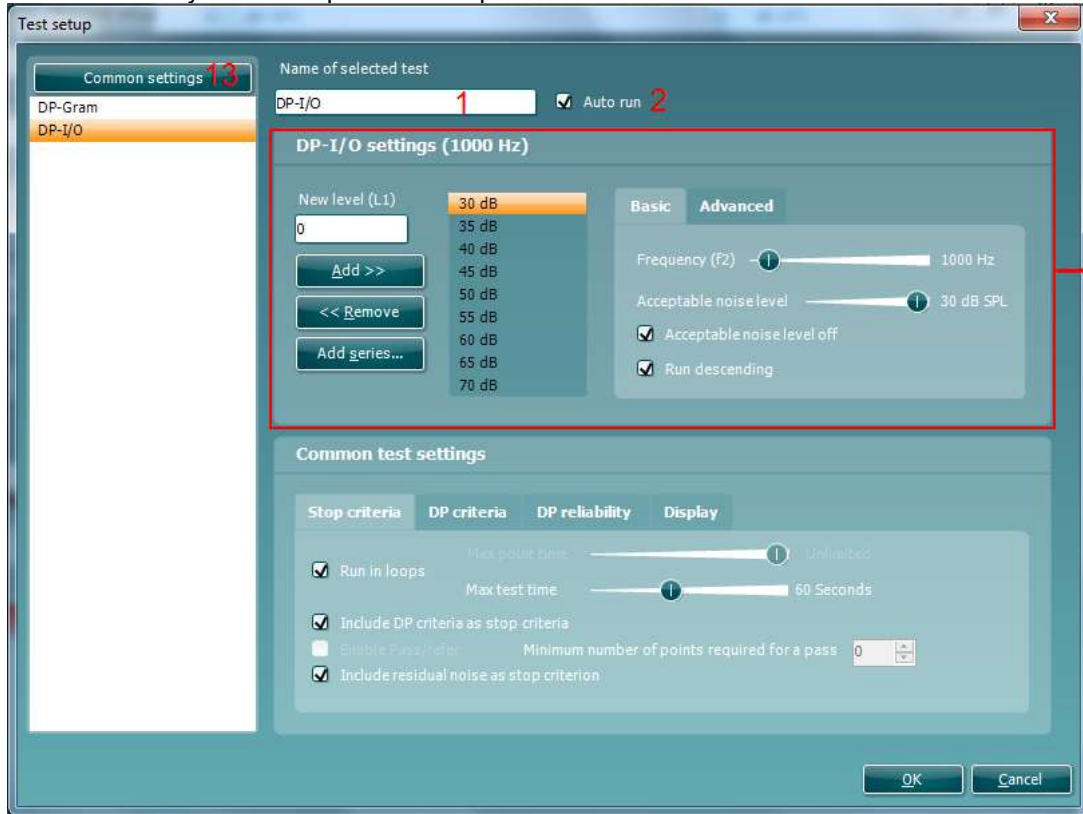 Test setup
Common settings 13
DP-Gram
DP-I/O
Name of selected test
DP-I/O 1
Auto run 2
DP-I/O settings (1000 Hz)
New level (L1)
0
Add >>
<< Remove
Add series...
30 dB
35 dB
40 dB
45 dB
50 dB
55 dB
60 dB
65 dB
70 dB
Basic Advanced
Frequency (f2) 1000 Hz
Acceptable noise level 30 dB SPL
Acceptable noise level off
Run descending
Common test settings
Stop criteria DP criteria DP reliability Display
Max point time Unlimited
Run in loops
Max test time 60 Seconds
Include DP criteria as stop criteria
Enable Pass/refer Minimum number of points required for a pass 0
Include residual noise as stop criterion
OK Cancel